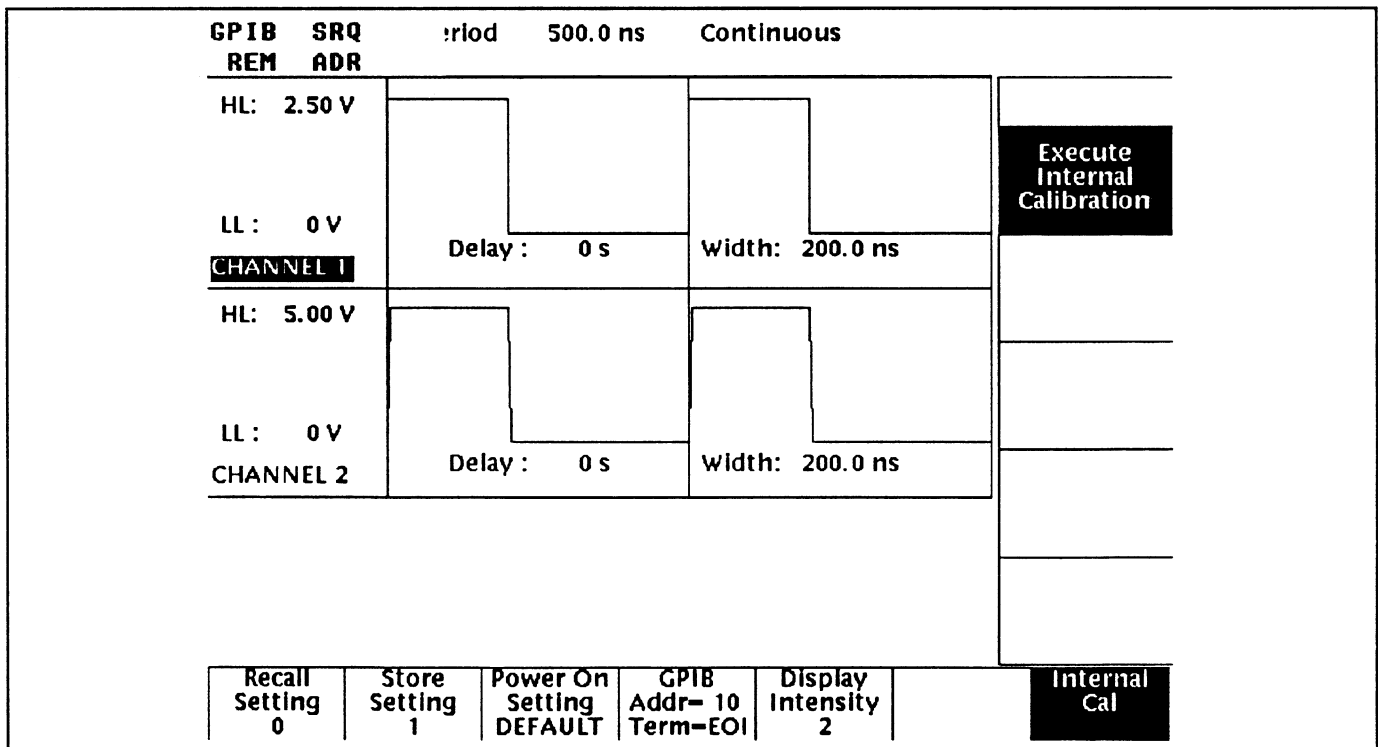 GPIB SRQ eriod 500.0 ns Continuous
REM ADR
HL: 2.50 V
LL : 0 V
Delay : 0 s Width: 200.0 ns
CHANNEL 1
HL: 5.00 V
LL : 0 V
Delay : 0 s Width: 200.0 ns
CHANNEL 2
Execute
Internal
Calibration
Recall
Setting
0
Store
Setting
1
Power On
Setting
DEFAULT
GPIB
Addr= 10
Term=EOI
Display
Intensity
2
Internal
Cal